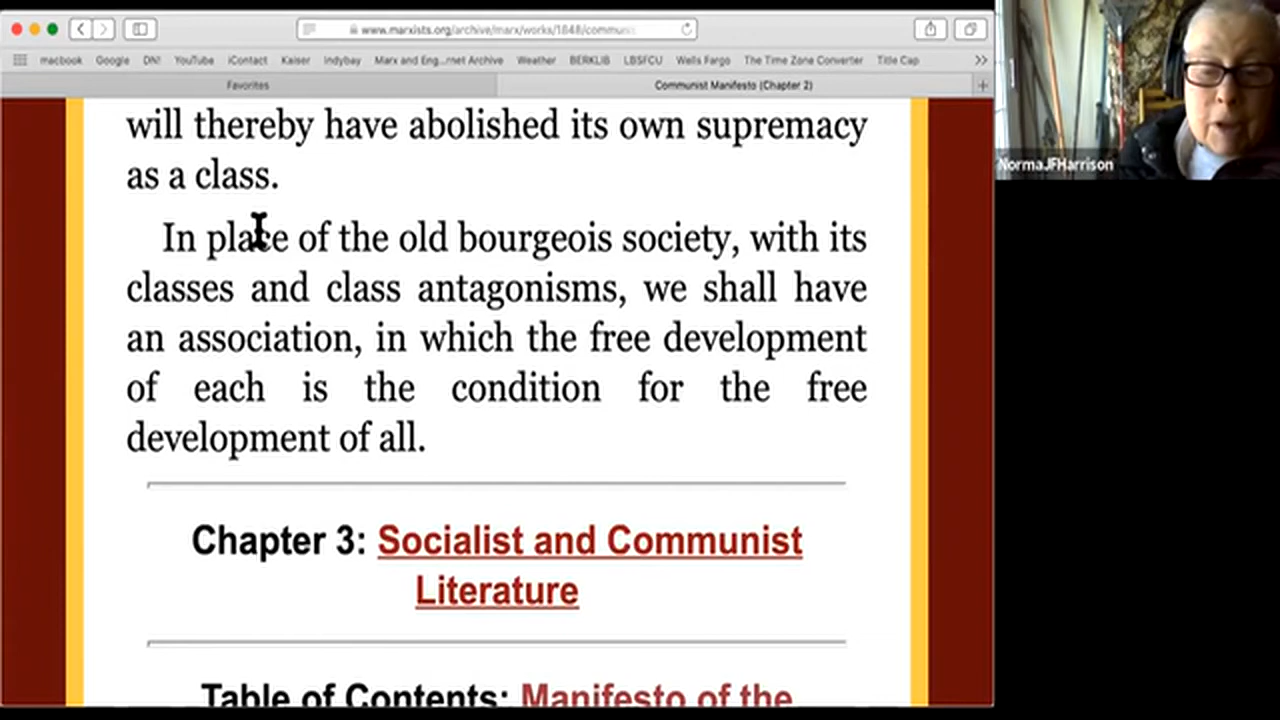 www.marxists.org/archive/marx/works/1848/commun
macbook Google DN! YouTube iContact Kaiser Indybay Marx and Eng...rnet Archive Weather BERKLIB LBSFCU Wells Fargo The Time Zone Converter Title Cap >>
Favorites Communist Manifesto (Chapter 2) +
NormaJFHarrison
will thereby have abolished its own supremacy
as a class.
In place of the old bourgeois society, with its
classes and class antagonisms, we shall have
an association, in which the free development
of each is the condition for the free
development of all.
Chapter 3: Socialist and Communist
Literature
Table of Contents: Manifesto of the